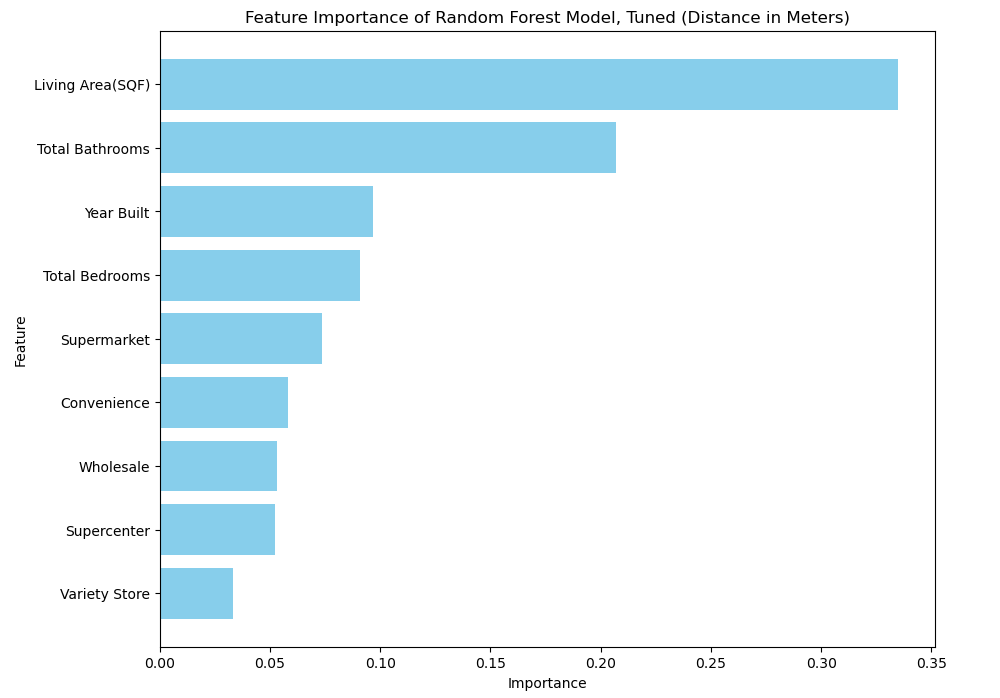 Feature Importance of Random Forest Model, Tuned (Distance in Meters)
Feature
Living Area(SQF)
Total Bathrooms
Year Built
Total Bedrooms
Supermarket
Convenience
Wholesale
Supercenter
Variety Store
0.00 0.05 0.10 0.15 0.20 0.25 0.30 0.35
Importance